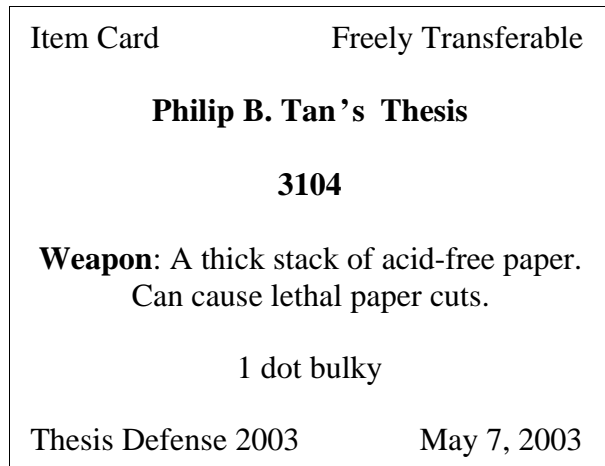 Item Card Freely Transferable
Philip B. Tan's Thesis
3104
Weapon: A thick stack of acid-free paper.
Can cause lethal paper cuts.
1 dot bulky
Thesis Defense 2003 May 7, 2003